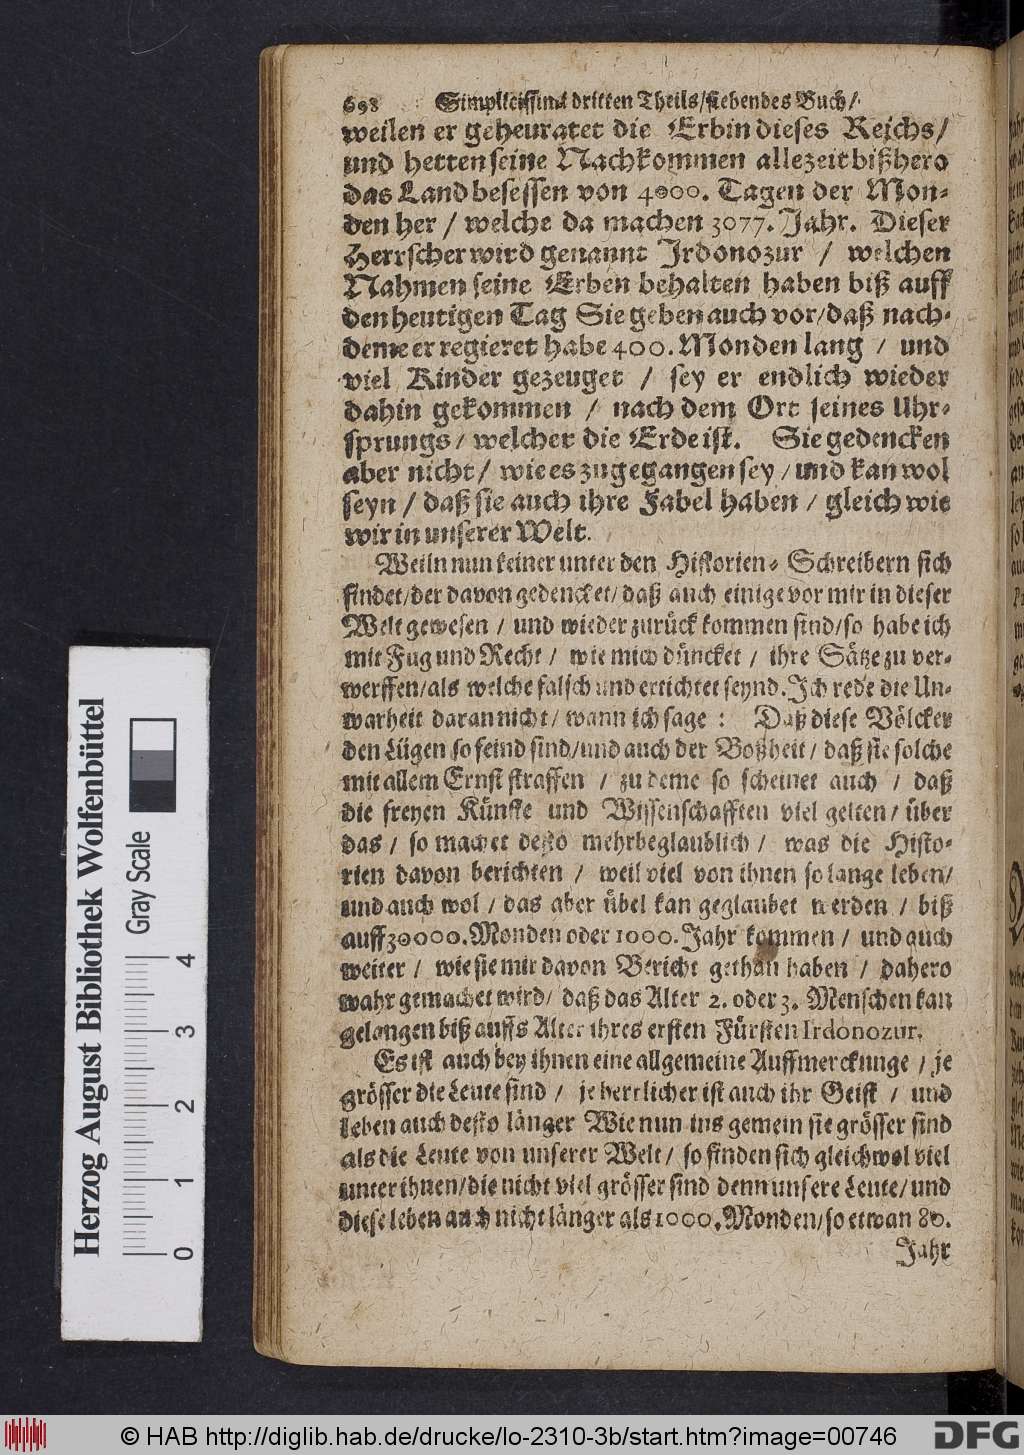 698 Simpliciſſimi dritten Theils/ſiebendes Buch/
weilen er geheuratet die Erbin dieſes Reichs/
und hetten ſeine Nachkommen allezeit bißhero
das Land beſeſſen von 4000. Tagen der Mon-
den her / welche da machen 3077. Jahr. Dieſer
Herrſcher wird genannt Irdonozur / welchen
Nahmen ſeine Erben behalten haben biß auff
den heutigen Tag Sie geben auch vor/daß nach-
deme er regieret habe 400. Monden lang / und
viel Kinder gezeuget / ſey er endlich wieder
dahin gekommen / nach dem Ort ſeines Uhr-
ſprungs/ welcher die Erde iſt. Sie gedencken
aber nicht/ wie es zugegangen ſey / und kan wol
ſeyn / daß ſie auch ihre Fabel haben / gleich wie
wir in unſerer Welt.
Weiln nun keiner unter den Hiſtorien-Schreibern ſich
findet/der davon gedencket/daß auch einige vor mir in dieſer
Welt geweſen / und wieder zurück kommen ſind/ſo habe ich
mit Fug und Recht / wie mich düncket / ihre Sätze zu ver-
werffen/als welche falſch und ertichtet ſeynd. Ich rede die Un-
warheit daran nicht/ wann ich ſage : Daß dieſe Völcker
den Lügen ſo feind ſind/und auch der Boßheit / daß ſie ſolche
mit allem Ernſt ſtraffen / zu deme ſo ſcheinet auch / daß
die freyen Künſte und Wiſſenſchafften viel gelten/ über
das / ſo machet deſto mehr beglaublich / was die Hiſto-
rien davon berichten / weil viel von ihnen ſo lange leben/
und auch wol / das aber übel kan geglaubet werden / biß
auff 30000. Monden oder 1000. Jahr kommen / und auch
weiter / wie ſie mir davon Bericht gethan haben / dahero
wahr gemachet wird/ daß das Alter 2. oder 3. Menſchen kan
gelangen biß auffs Alter ihres erſten Fürſten Irdonozur.
Es iſt auch bey ihnen eine allgemeine Auffmerckunge / je
gröſſer die Leute ſind / je herrlicher iſt auch ihr Geiſt / und
leben auch deſto länger Wie nun ins gemein ſie gröſſer ſind
als die Leute von unſerer Welt / ſo finden ſich gleichwol viel
unter ihnen/die nicht viel gröſſer ſind denn unſere Leute/ und
dieſe leben auch nicht länger als 1000. Monden/ſo etwan 80.
Jahr
Herzog August Bibliothek Wolfenbüttel
Gray Scale
0 1 2 3 4
© HAB http://diglib.hab.de/drucke/lo-2310-3b/start.htm?image=00746
DFG